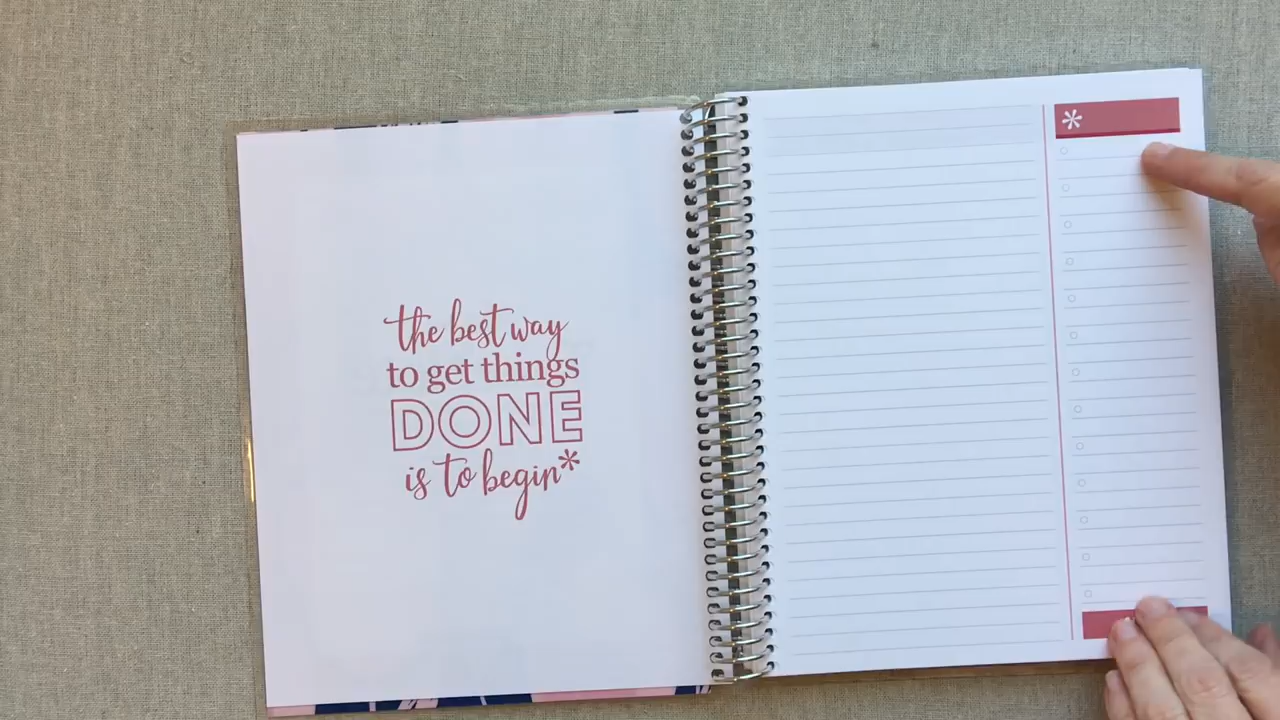 the best way
to get things
DONE
is to begin*
*